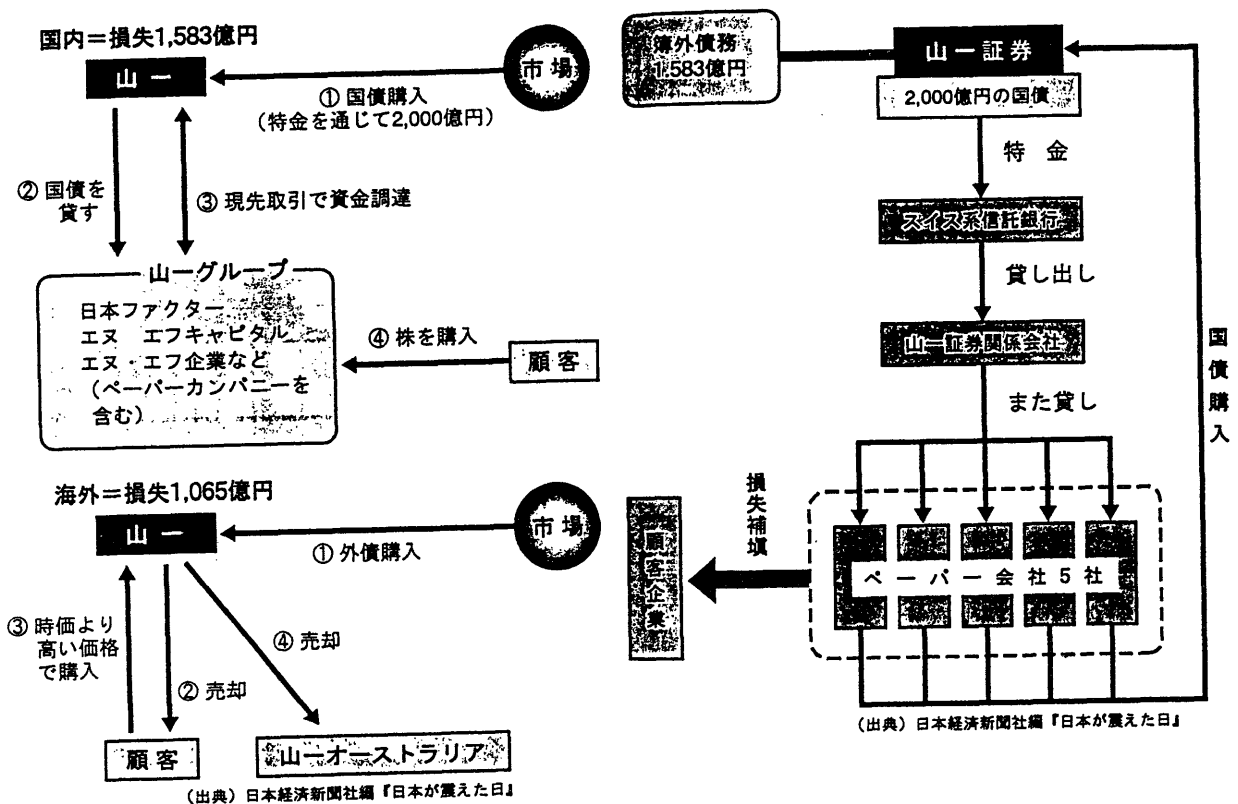 国内＝損失1,583億円
山一
市場
① 国債購入
（特金を通じて2,000億円）
② 国債を
貸す
③ 現先取引で資金調達
山一グループ
日本ファクター
エヌ　エフキャピタル
エヌ・エフ企業など
（ペーパーカンパニーを
含む）
④ 株を購入
顧客
海外＝損失1,065億円
山一
市場
① 外債購入
③ 時価より
高い価格
で購入
② 売却
④ 売却
顧客
山一オーストラリア
（出典）日本経済新聞社編『日本が震えた日』
簿外債務
1,583億円
山一証券
2,000億円の国債
特　金
スイス系信託銀行
貸し出し
山一証券関係会社
また貸し
国債購入
損失補塡
顧客企業
ペーパー会社5社
（出典）日本経済新聞社編『日本が震えた日』